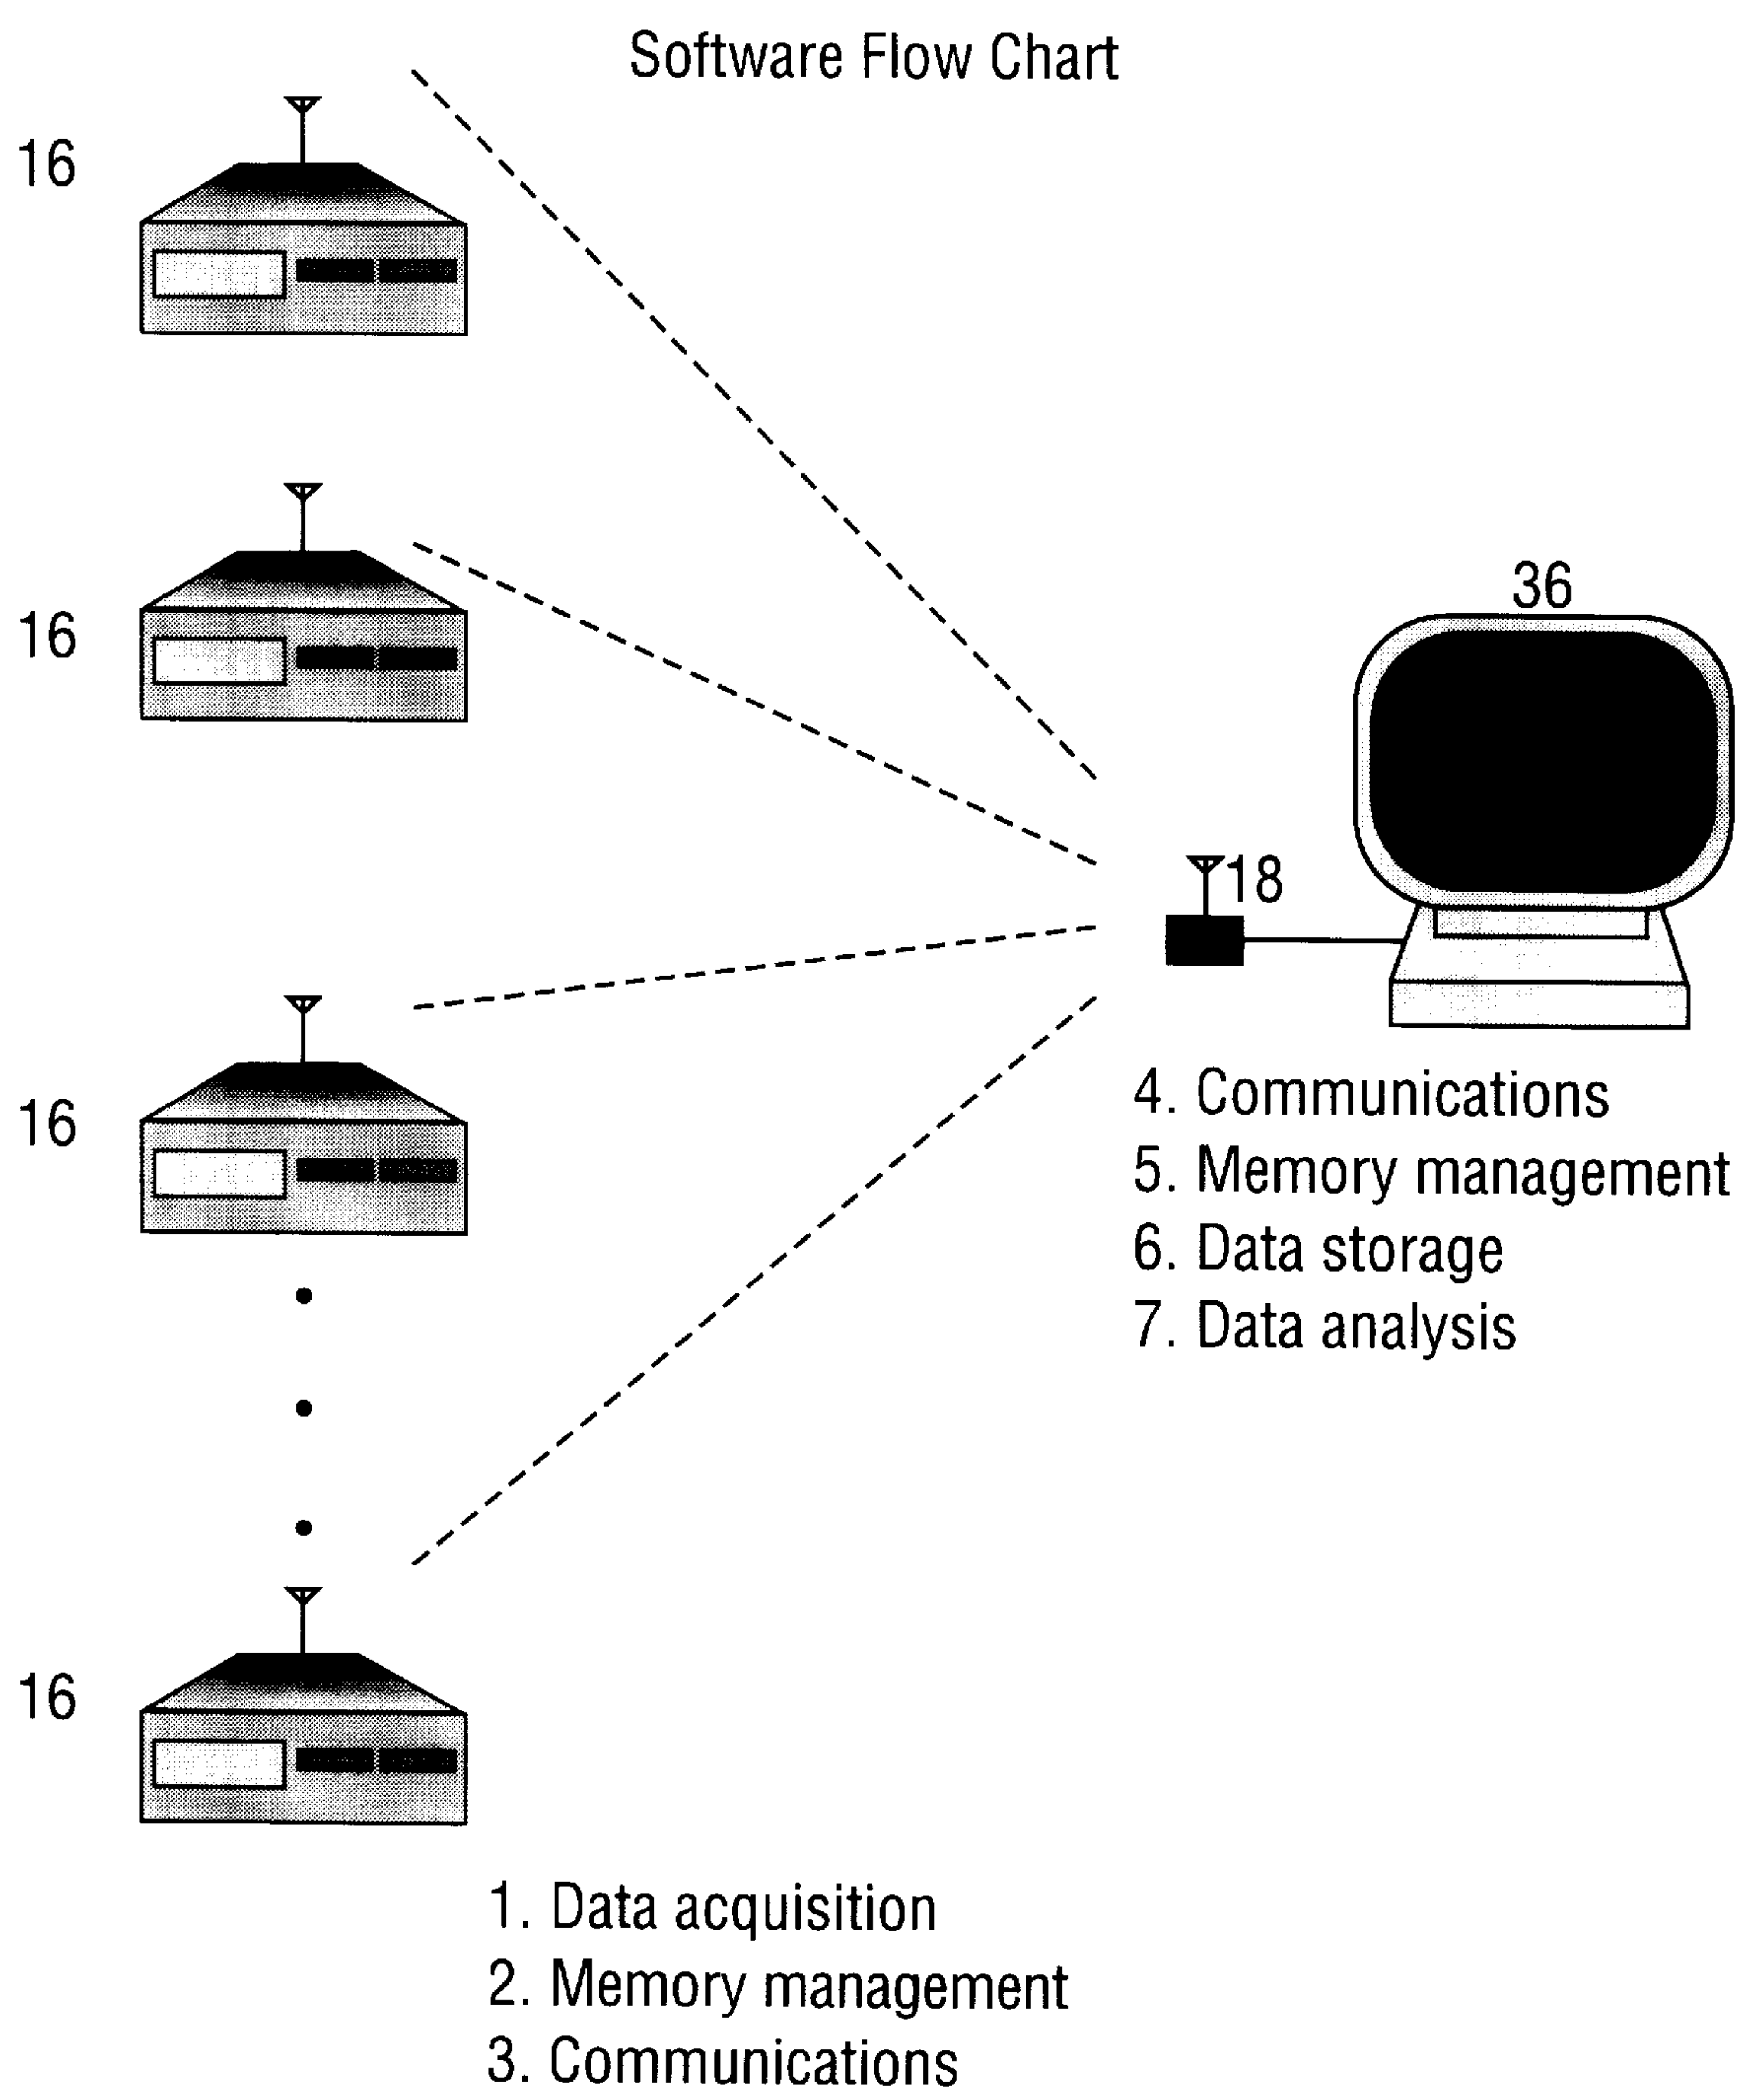 Software Flow Chart
16
16
36
18
16
4. Communications
5. Memory management
6. Data storage
7. Data analysis
16
1. Data acquisition
2. Memory management
3. Communications